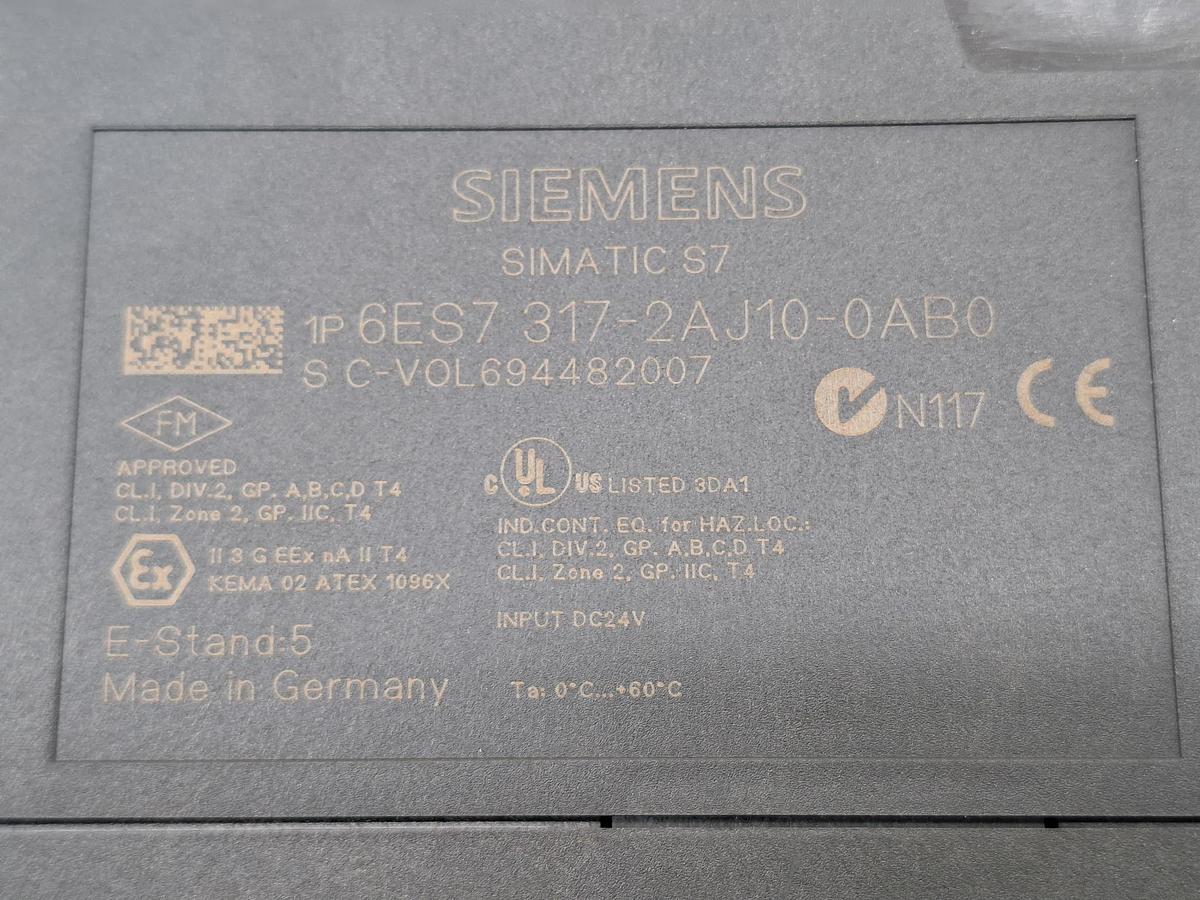 SIEMENS
SIMATIC S7
1P 6ES7 317-2AJ10-0AB0
S C-V0L694482007
N117 CE
FM
APPROVED
CL.I, DIV.2, GP. A,B,C,D T4
CL.I, Zone 2, GP. IIC, T4
Ex II 3 G EEx nA II T4
KEMA 02 ATEX 1096X
E-Stand:5
Made in Germany
C UL US LISTED 3DA1
IND.CONT. EQ. for HAZ.LOC.:
CL.I, DIV.2, GP. A,B,C,D T4
CL.I, Zone 2, GP. IIC, T4
INPUT DC24V
Ta: 0°C...+60°C